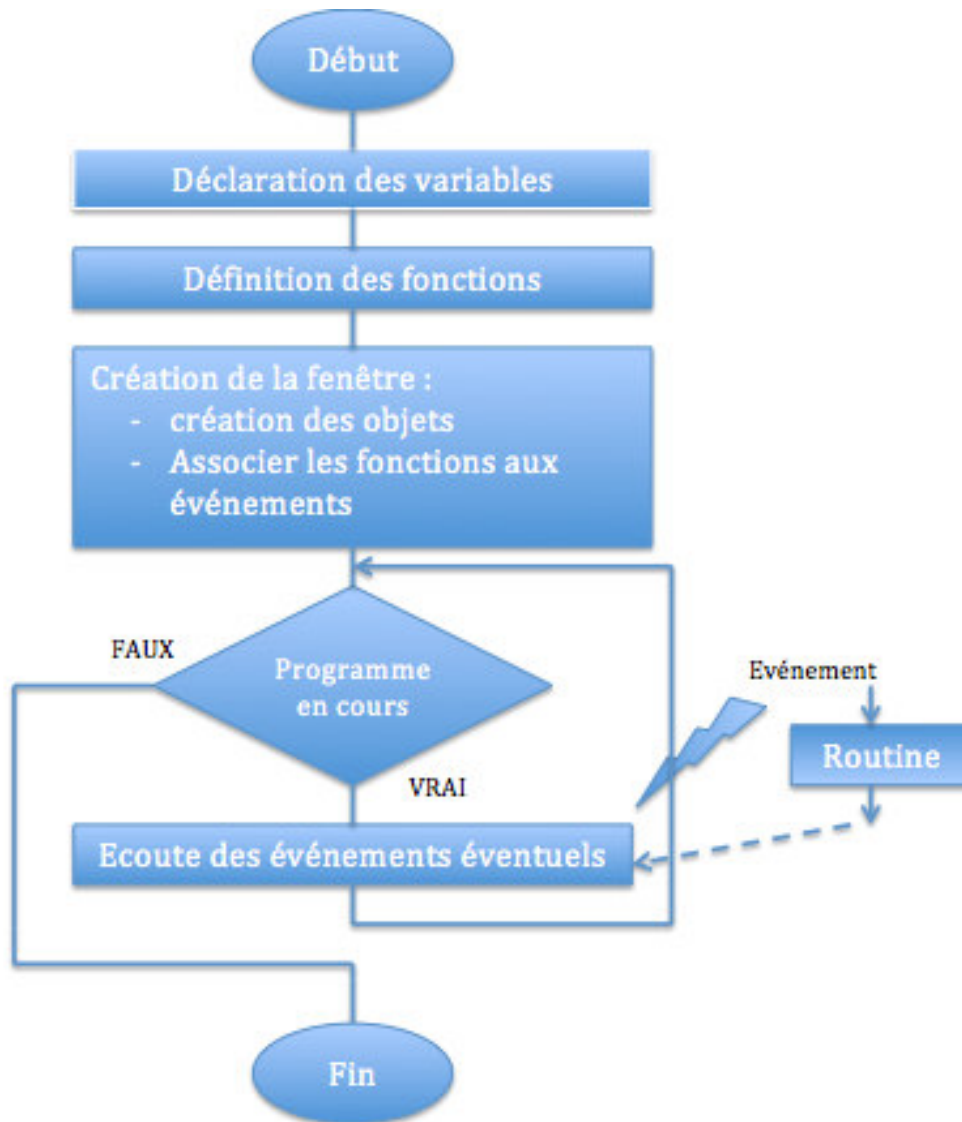 Début
Déclaration des variables
Définition des fonctions
Création de la fenêtre :
- création des objets
- Associer les fonctions aux
événements
FAUX
Programme
en cours
Evénement
Routine
VRAI
Ecoute des événements éventuels
Fin